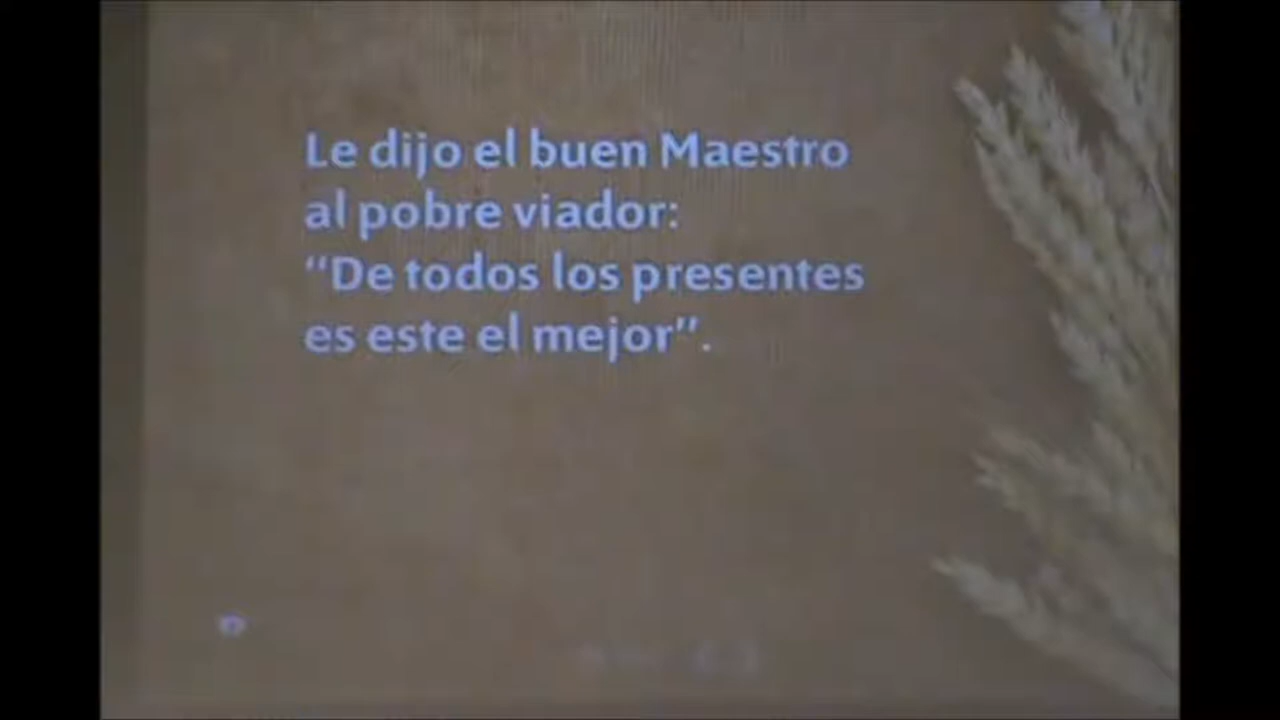 Le dijo el buen Maestro
al pobre viador:
“De todos los presentes
es este el mejor”.